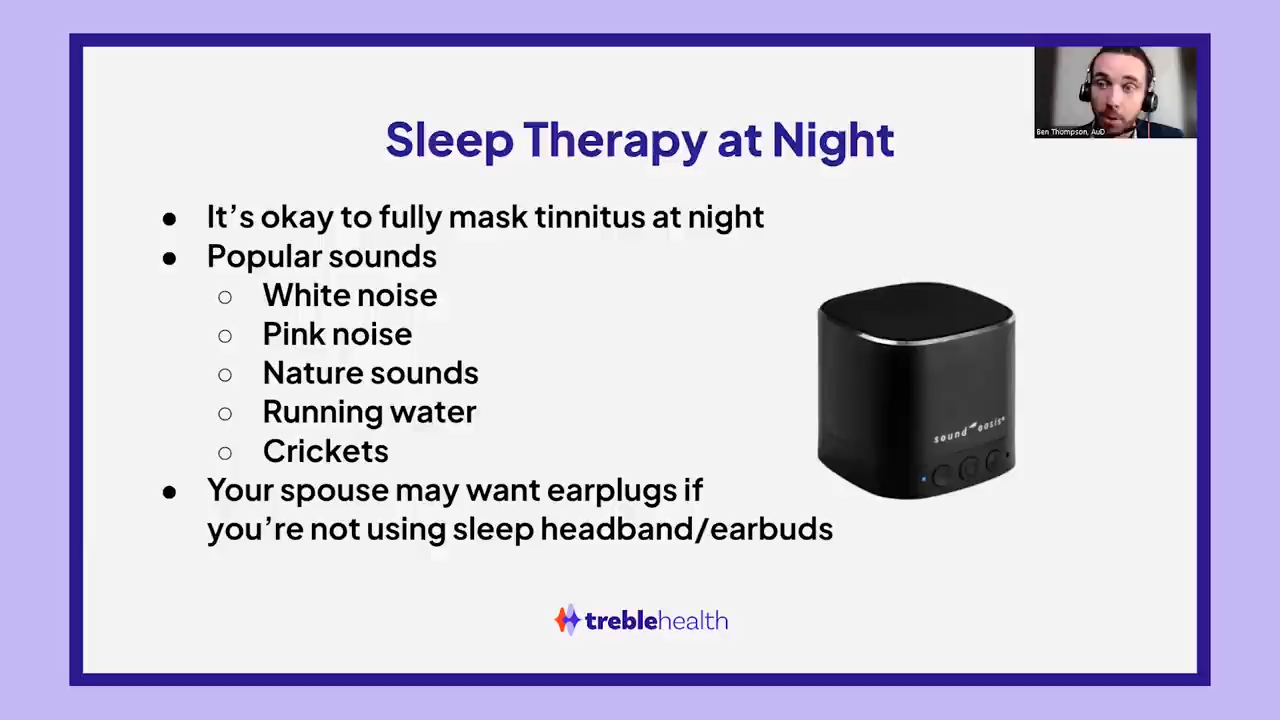 Ben Thompson, AuD
Sleep Therapy at Night
● It’s okay to fully mask tinnitus at night
● Popular sounds
○ White noise
○ Pink noise
○ Nature sounds
○ Running water
○ Crickets
● Your spouse may want earplugs if
you’re not using sleep headband/earbuds
sound oasis®
treblehealth